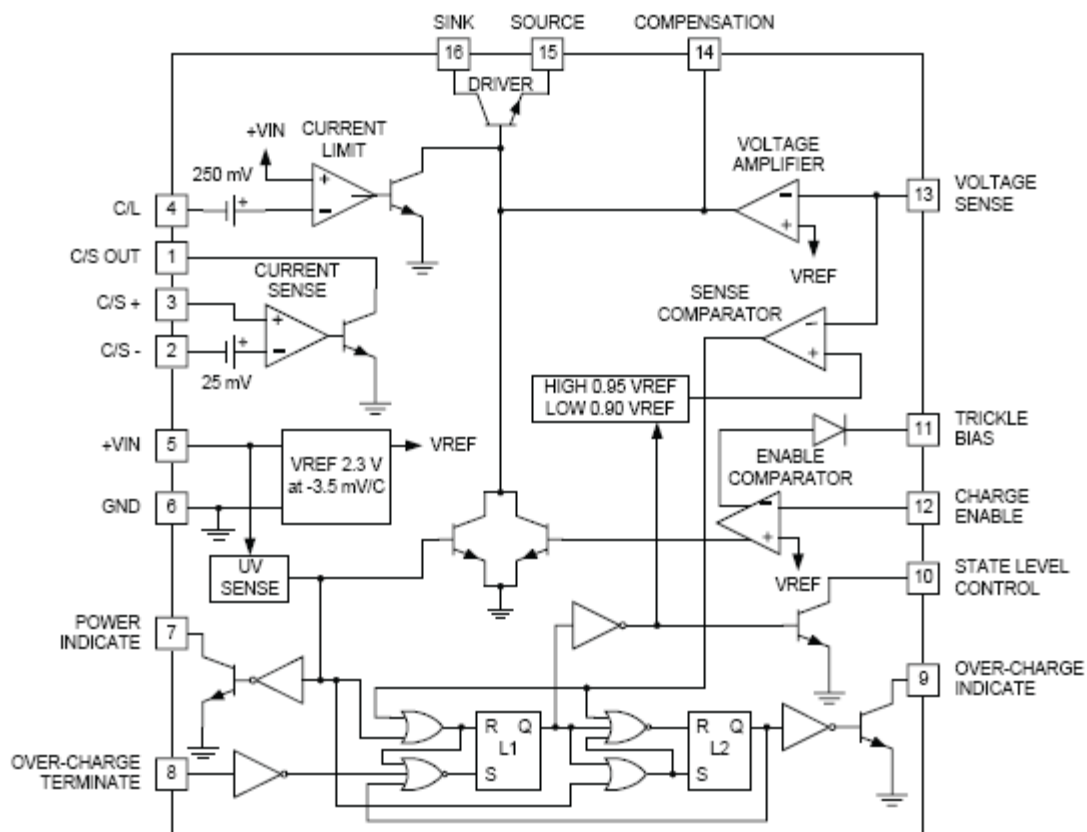 SINK SOURCE COMPENSATION
16 15 14
DRIVER
+VIN
CURRENT
LIMIT
VOLTAGE
AMPLIFIER
250 mV
+
+
–
C/L 4
–
+
13 VOLTAGE
SENSE
C/S OUT 1
VREF
CURRENT
SENSE
SENSE
COMPARATOR
C/S + 3
+
–
–
+
C/S - 2
+
25 mV
HIGH 0.95 VREF
LOW 0.90 VREF
11 TRICKLE
BIAS
+VIN 5
VREF 2.3 V
at -3.5 mV/C
VREF
ENABLE
COMPARATOR
GND 6
–
+
12 CHARGE
ENABLE
VREF
UV
SENSE
10 STATE LEVEL
CONTROL
POWER
INDICATE
7
9 OVER-CHARGE
INDICATE
R Q
L1
S
R Q
L2
S
OVER-CHARGE
TERMINATE
8